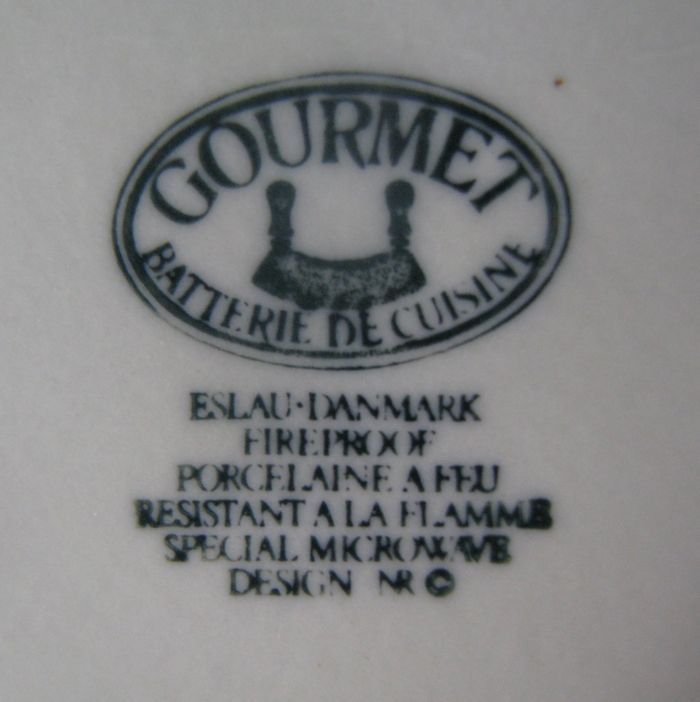 GOURMET
BATTERIE DE CUISINE
ESLAU·DANMARK
FIREPROOF
PORCELAINE A FEU
RESISTANT A LA FLAMME
SPECIAL MICROWAVE
DESIGN NR ©